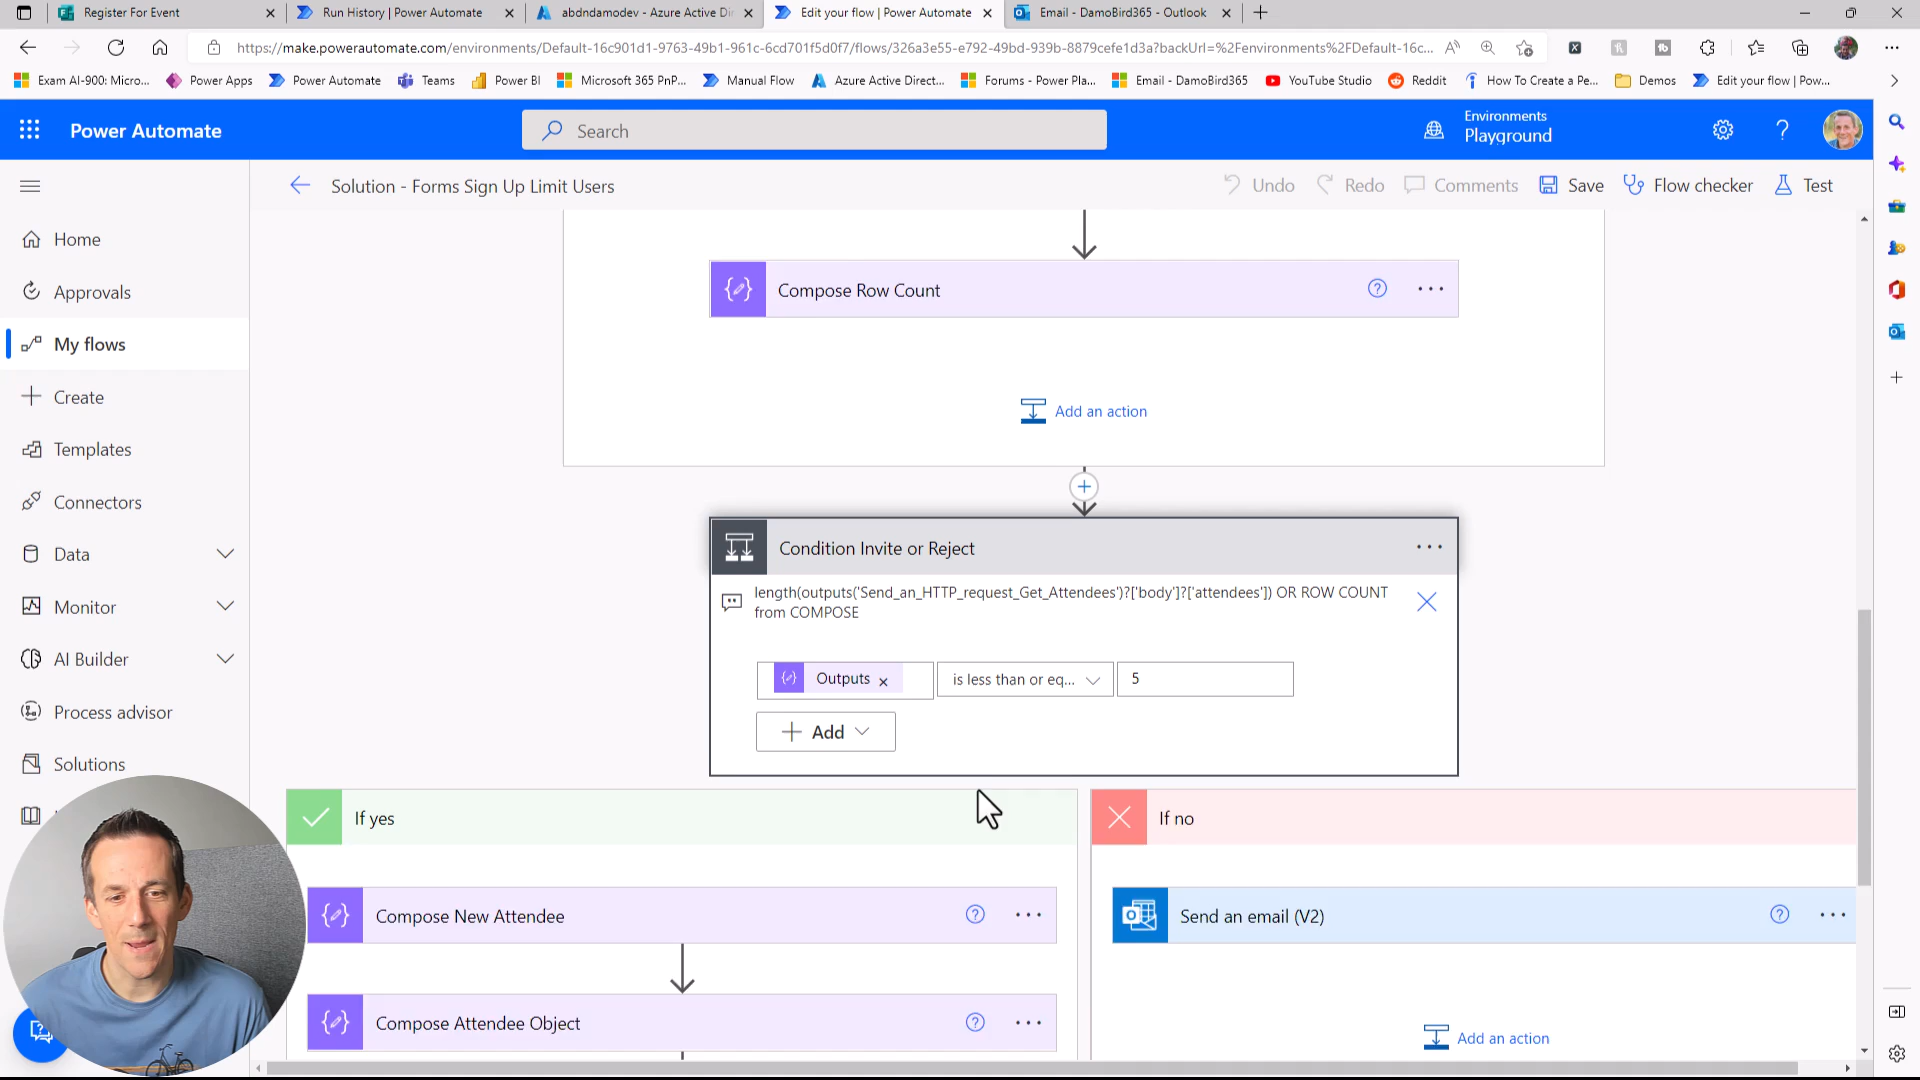 Register For Event
Run History | Power Automate
abdndamodev - Azure Active Di
Edit your flow | Power Automate
Email - DamoBird365 - Outlook
https://make.powerautomate.com/environments/Default-16c901d1-9763-49b1-961c-6cd701f5d0f7/flows/326a3e55-e792-49bd-939b-8879cefe1d3a?backUrl=%2Fenvironments%2FDefault-16c...
Exam AI-900: Micro...
Power Apps
Power Automate
Teams
Power BI
Microsoft 365 PnP...
Manual Flow
Azure Active Direct...
Forums - Power Pla...
Email - DamoBird365
YouTube Studio
Reddit
How To Create a Pe...
Demos
Edit your flow | Pow...
Power Automate
Search
Environments
Playground
Solution - Forms Sign Up Limit Users
Undo
Redo
Comments
Save
Flow checker
Test
Home
Approvals
My flows
Create
Templates
Connectors
Data
Monitor
AI Builder
Process advisor
Solutions
Compose Row Count
Add an action
Condition Invite or Reject
length(outputs('Send_an_HTTP_request_Get_Attendees')?['body']?['attendees']) OR ROW COUNT
from COMPOSE
Outputs
is less than or eq...
5
Add
If yes
If no
Compose New Attendee
Send an email (V2)
Compose Attendee Object
Add an action